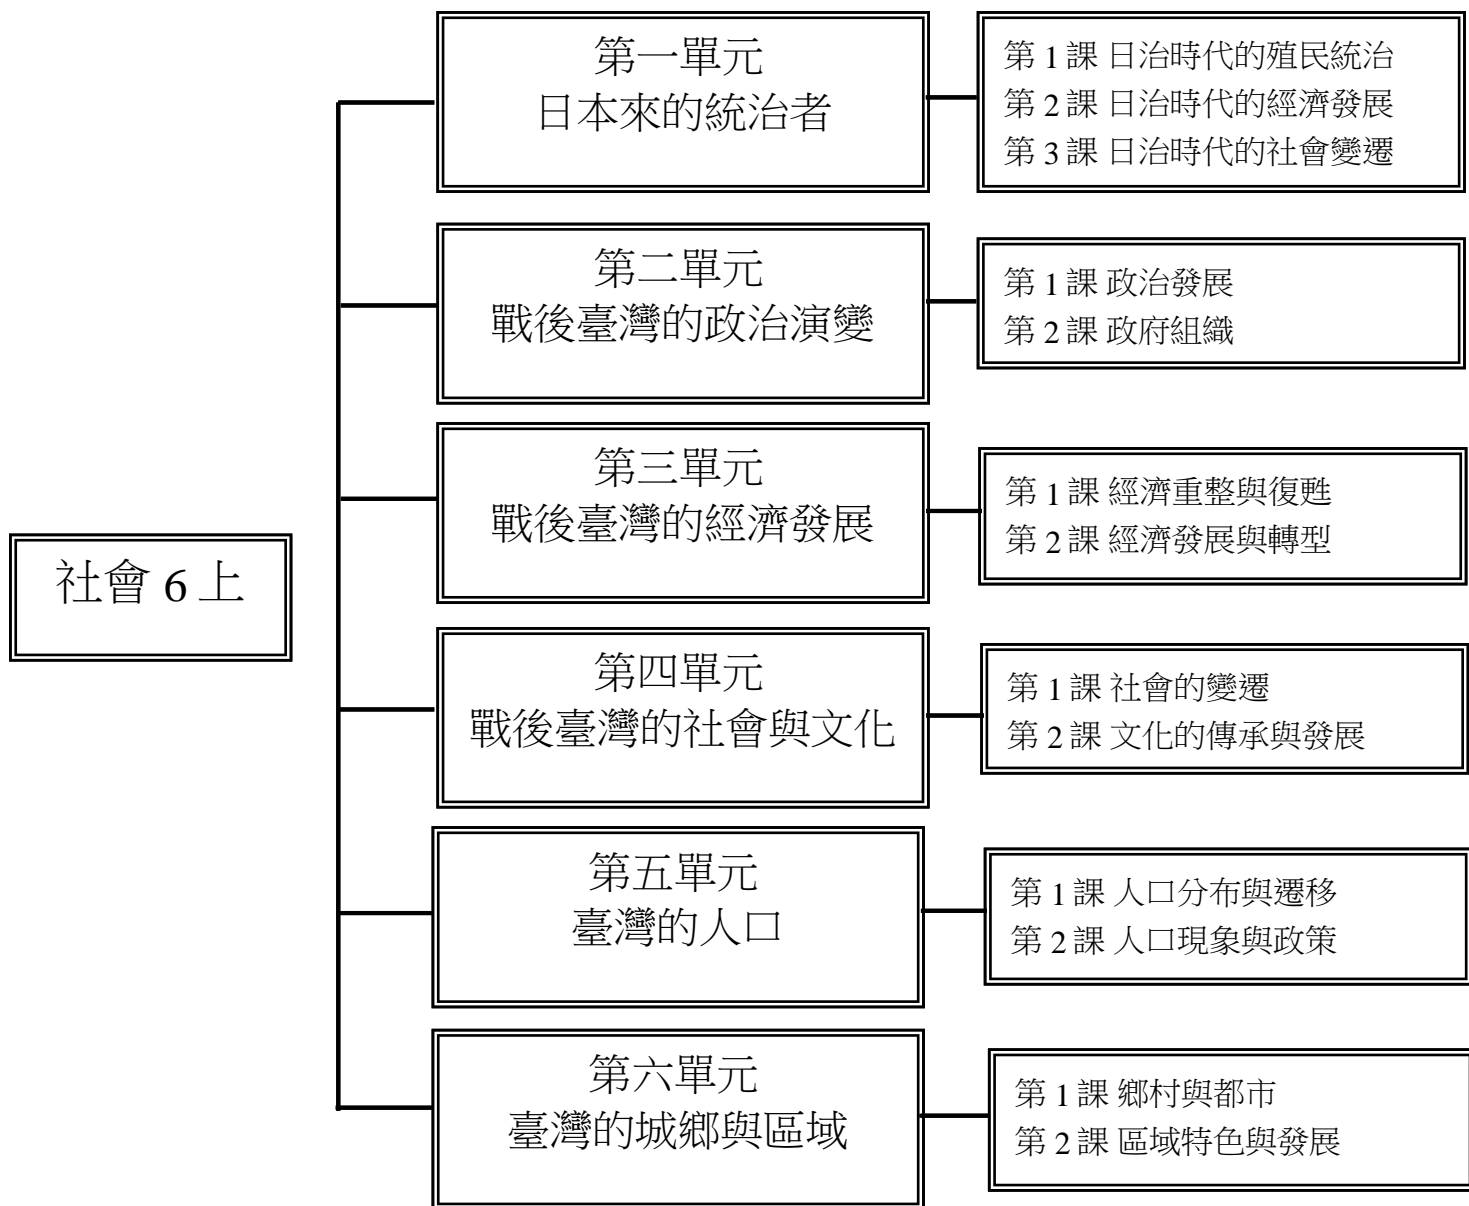 社會 6 上
第一單元
日本來的統治者
第 1 課 日治時代的殖民統治
第 2 課 日治時代的經濟發展
第 3 課 日治時代的社會變遷
第二單元
戰後臺灣的政治演變
第 1 課 政治發展
第 2 課 政府組織
第三單元
戰後臺灣的經濟發展
第 1 課 經濟重整與復甦
第 2 課 經濟發展與轉型
第四單元
戰後臺灣的社會與文化
第 1 課 社會的變遷
第 2 課 文化的傳承與發展
第五單元
臺灣的人口
第 1 課 人口分布與遷移
第 2 課 人口現象與政策
第六單元
臺灣的城鄉與區域
第 1 課 鄉村與都市
第 2 課 區域特色與發展